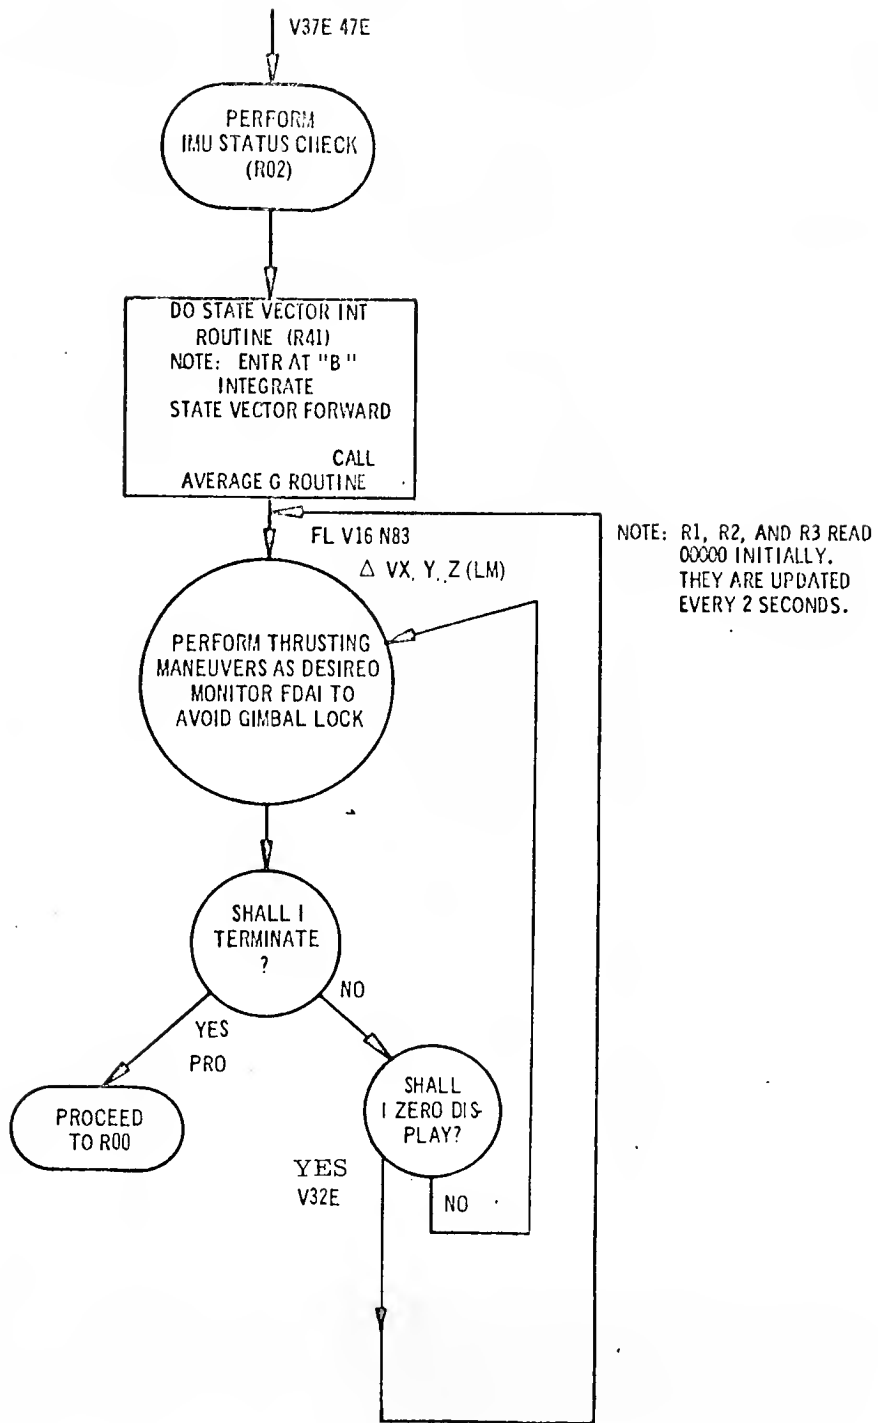 V37E 47E
PERFORM
IMU STATUS CHECK
(R02)
DO STATE VECTOR INT
ROUTINE (R41)
NOTE: ENTR AT "B"
INTEGRATE
STATE VECTOR FORWARD
CALL
AVERAGE G ROUTINE
FL V16 N83
Δ VX, Y, Z (LM)
NOTE: R1, R2, AND R3 READ
00000 INITIALLY.
THEY ARE UPDATED
EVERY 2 SECONDS.
PERFORM THRUSTING
MANEUVERS AS DESIRED
MONITOR FDAI TO
AVOID GIMBAL LOCK
SHALL I
TERMINATE
?
NO
YES
PRO
PROCEED
TO R00
SHALL
I ZERO DIS-
PLAY?
YES
V32E
NO